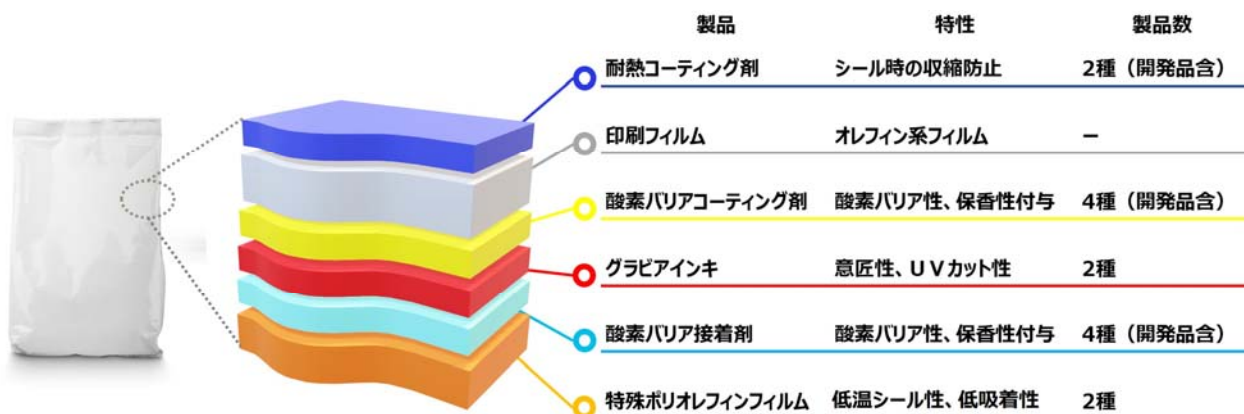 製品 特性 製品数
耐熱コーティング剤 シール時の収縮防止 2種（開発品含）
印刷フィルム オレフィン系フィルム －
酸素バリアコーティング剤 酸素バリア性、保香性付与 4種（開発品含）
グラビアインキ 意匠性、ＵＶカット性 2種
酸素バリア接着剤 酸素バリア性、保香性付与 4種（開発品含）
特殊ポリオレフィンフィルム 低温シール性、低吸着性 2種